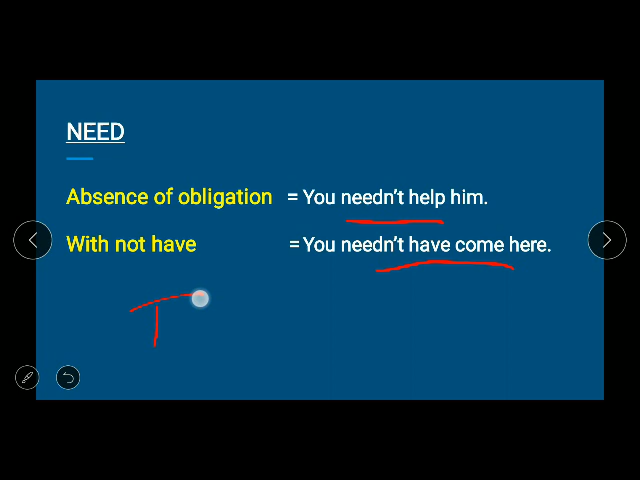 NEED
Absence of obligation = You needn't help him.
With not have = You needn't have come here.
T